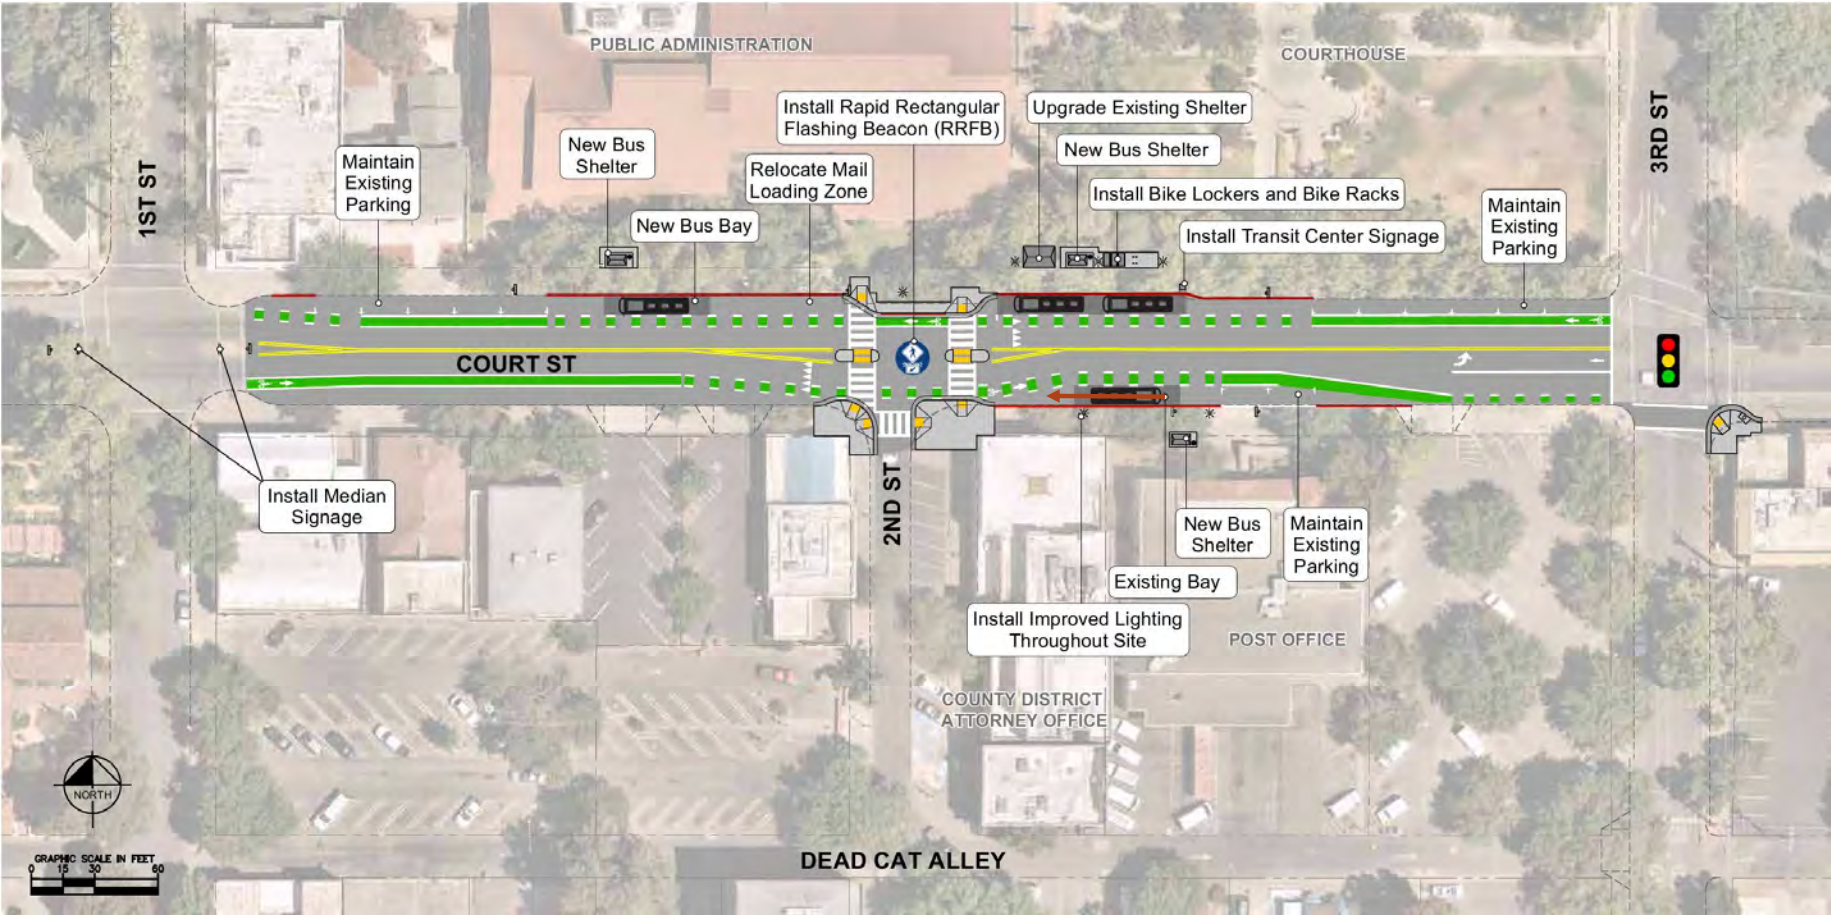 PUBLIC ADMINISTRATION
COURTHOUSE
1ST ST
3RD ST
Maintain
Existing
Parking
New Bus
Shelter
New Bus Bay
Relocate Mail
Loading Zone
Install Rapid Rectangular
Flashing Beacon (RRFB)
Upgrade Existing Shelter
New Bus Shelter
Install Bike Lockers and Bike Racks
Install Transit Center Signage
Maintain
Existing
Parking
COURT ST
Install Median
Signage
2ND ST
New Bus
Shelter
Maintain
Existing
Parking
Existing Bay
Install Improved Lighting
Throughout Site
POST OFFICE
COUNTY DISTRICT
ATTORNEY OFFICE
NORTH
GRAPHIC SCALE IN FEET
0 15 30 60
DEAD CAT ALLEY